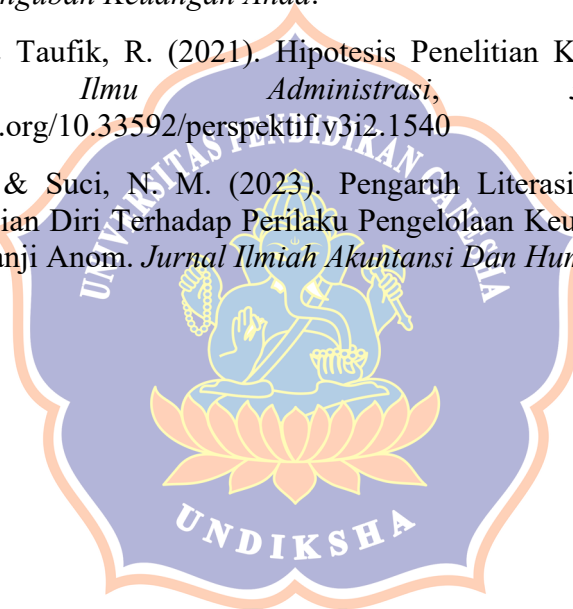 ngubah Keuangan Anda.
Taufik, R. (2021). Hipotesis Penelitian K
Ilmu Administrasi,
.org/10.33592/perspektif.v3i2.1540
& Suci, N. M. (2023). Pengaruh Literasi
ian Diri Terhadap Perilaku Pengelolaan Keu
anji Anom. Jurnal Ilmiah Akuntansi Dan Hum
UNIVERSITAS PENDIDIKAN GANESHA
UNDIKSHA